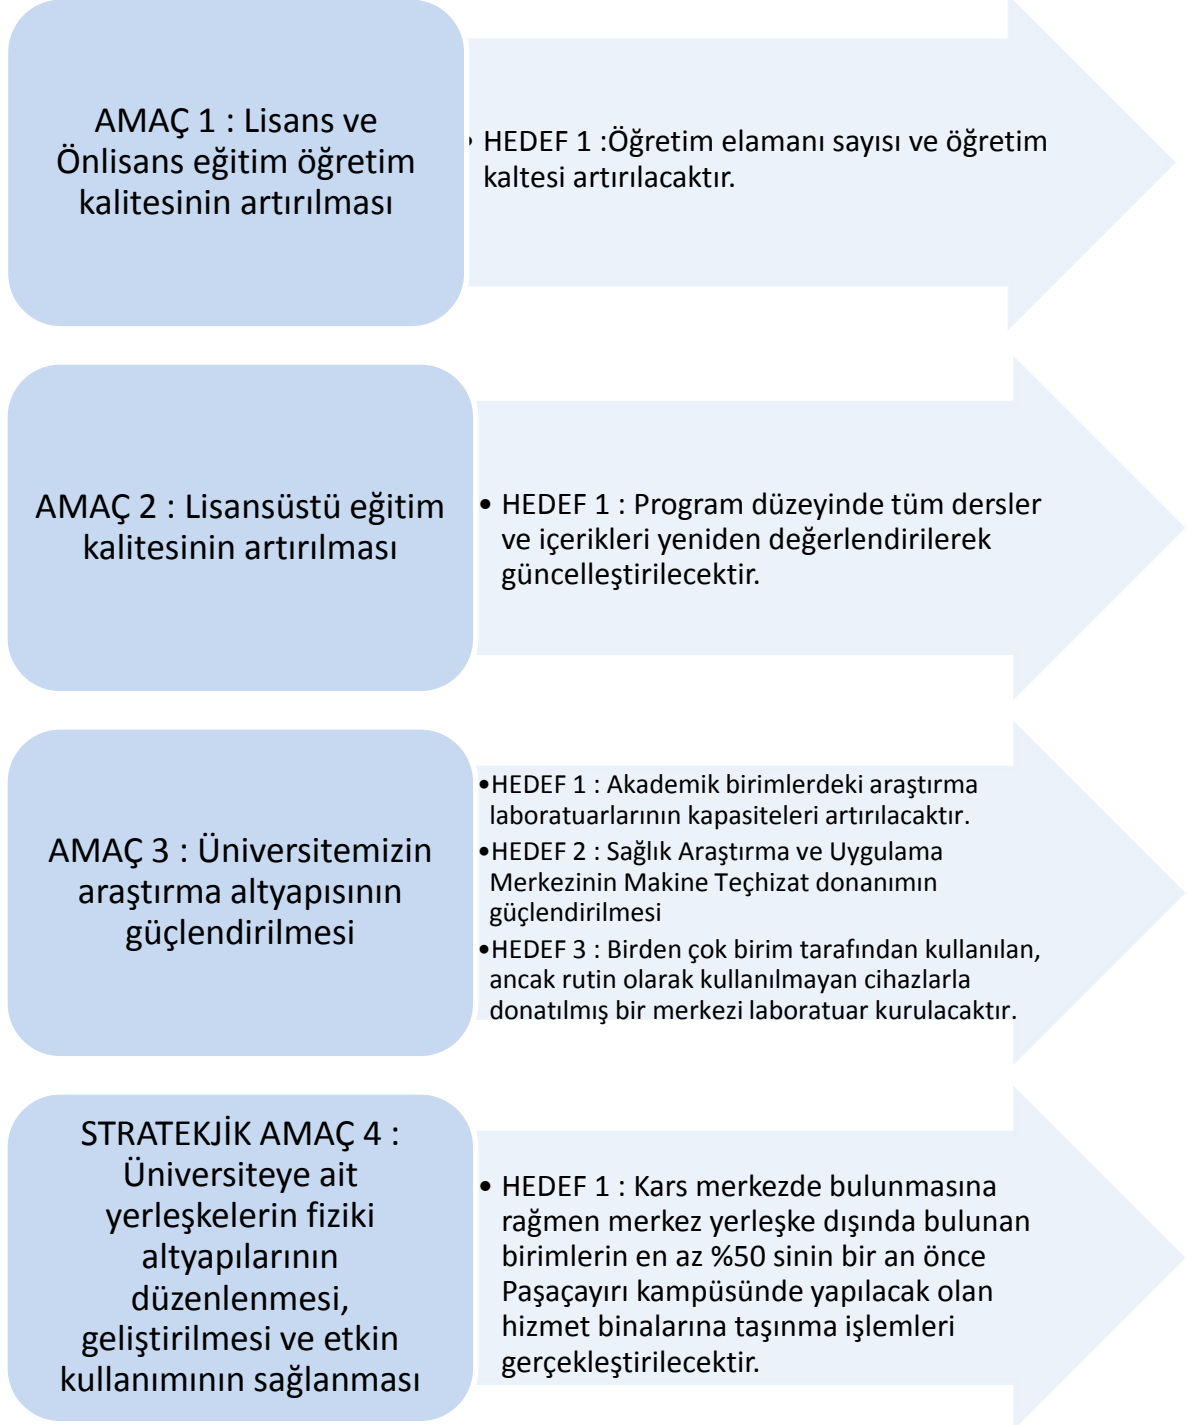 AMAÇ 1 : Lisans ve
Önlisans eğitim öğretim
kalitesinin artırılması
• HEDEF 1 :Öğretim elamanı sayısı ve öğretim
kaltesi artırılacaktır.
AMAÇ 2 : Lisansüstü eğitim
kalitesinin artırılması
• HEDEF 1 : Program düzeyinde tüm dersler
ve içerikleri yeniden değerlendirilerek
güncelleştirilecektir.
AMAÇ 3 : Üniversitemizin
araştırma altyapısının
güçlendirilmesi
•HEDEF 1 : Akademik birimlerdeki araştırma
laboratuarlarının kapasiteleri artırılacaktır.
•HEDEF 2 : Sağlık Araştırma ve Uygulama
Merkezinin Makine Teçhizat donanımın
güçlendirilmesi
•HEDEF 3 : Birden çok birim tarafından kullanılan,
ancak rutin olarak kullanılmayan cihazlarla
donatılmış bir merkezi laboratuar kurulacaktır.
STRATEKJİK AMAÇ 4 :
Üniversiteye ait
yerleşkelerin fiziki
altyapılarının
düzenlenmesi,
geliştirilmesi ve etkin
kullanımının sağlanması
• HEDEF 1 : Kars merkezde bulunmasına
rağmen merkez yerleşke dışında bulunan
birimlerin en az %50 sinin bir an önce
Paşaçayırı kampüsünde yapılacak olan
hizmet binalarına taşınma işlemleri
gerçekleştirilecektir.